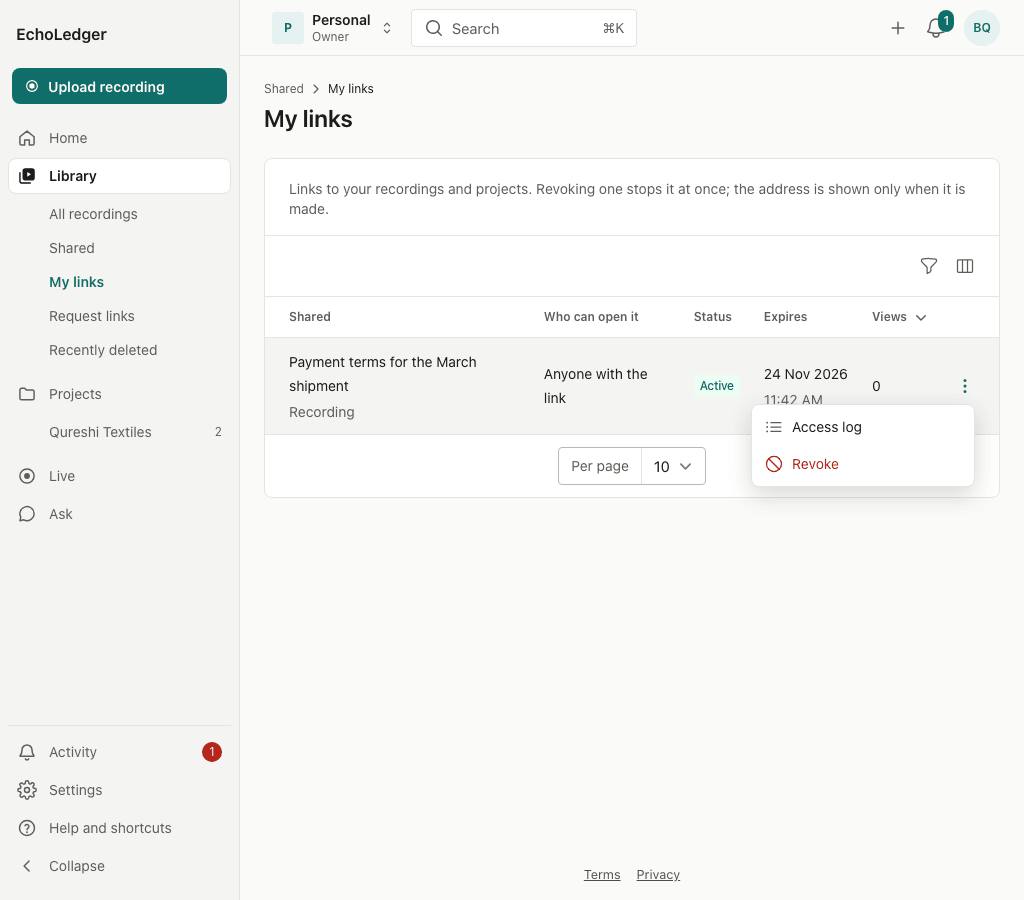 EchoLedger
Upload recording
Home
Library
All recordings
Shared
My links
Request links
Recently deleted
Projects
Qureshi Textiles 2
Live
Ask
Activity 1
Settings
Help and shortcuts
Collapse
P
Personal
Owner
Search ⌘K
1
BQ
Shared My links
My links
Links to your recordings and projects. Revoking one stops it at once; the address is shown only when it is
made.
Shared Who can open it Status Expires Views
Payment terms for the March
shipment
Recording
Anyone with the
link
Active
24 Nov 2026
11:42 AM
0
Access log
Revoke
Per page 10
Terms Privacy